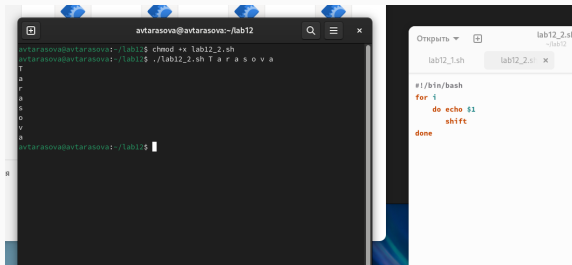 avtarasova@avtarasova:~/lab12
avtarasova@avtarasova:~/lab12$ chmod +x lab12_2.sh
avtarasova@avtarasova:~/lab12$ ./lab12_2.sh T a r a s o v a
T
a
r
a
s
o
v
a
avtarasova@avtarasova:~/lab12$
я
Открыть
lab12_2.s
~/lab12
lab12_1.sh
lab12_2.sh
#!/bin/bash
for i
do echo $1
shift
done